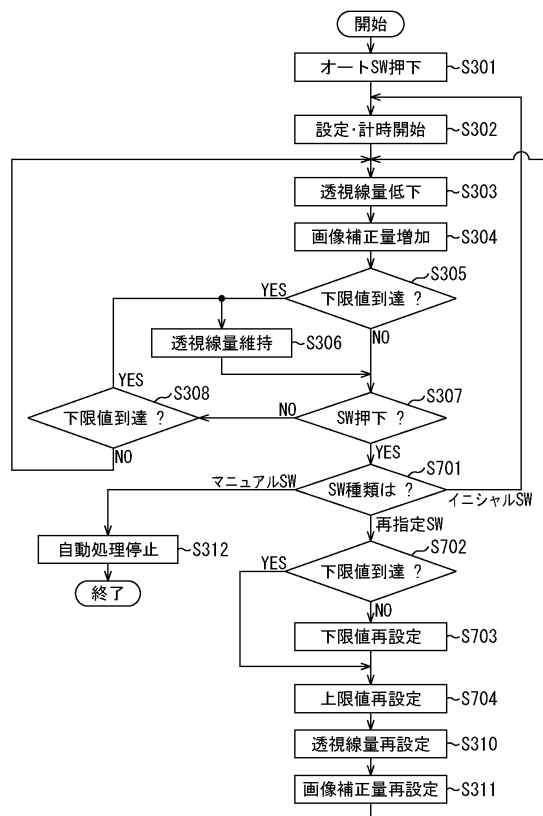 開始
オートSW押下 S301
設定・計時開始 S302
透視線量低下 S303
画像補正量増加 S304
S305
YES 下限値到達 ?
NO
透視線量維持 S306
YES S308 S307
下限値到達 ? NO SW押下 ?
NO YES
S701
マニュアルSW SW種類は ? イニシャルSW
再指定SW
自動処理停止 S312 S702
YES 下限値到達 ?
終了
NO
下限値再設定 S703
上限値再設定 S704
透視線量再設定 S310
画像補正量再設定 S311